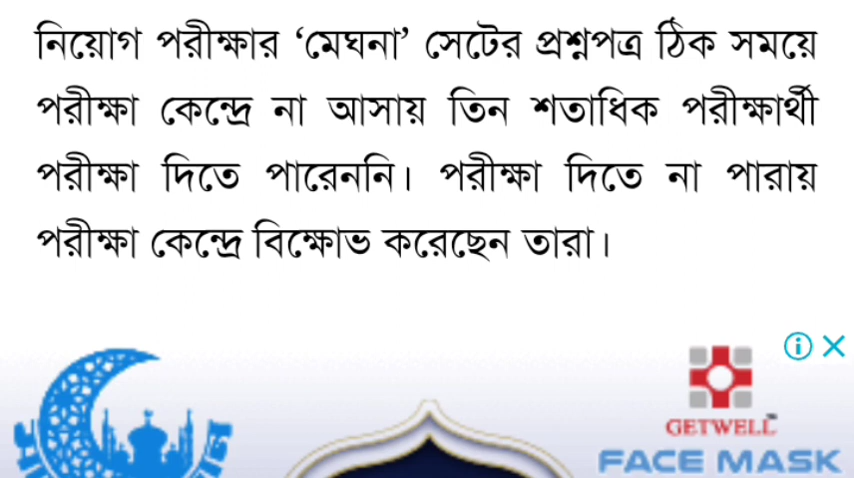 নিয়োগ পরীক্ষার ‘মেঘনা’ সেটের প্রশ্নপত্র ঠিক সময়ে
পরীক্ষা কেন্দ্রে না আসায় তিন শতাধিক পরীক্ষার্থী
পরীক্ষা দিতে পারেননি। পরীক্ষা দিতে না পারায়
পরীক্ষা কেন্দ্রে বিক্ষোভ করেছেন তারা।
GETWELL
FACE MASK